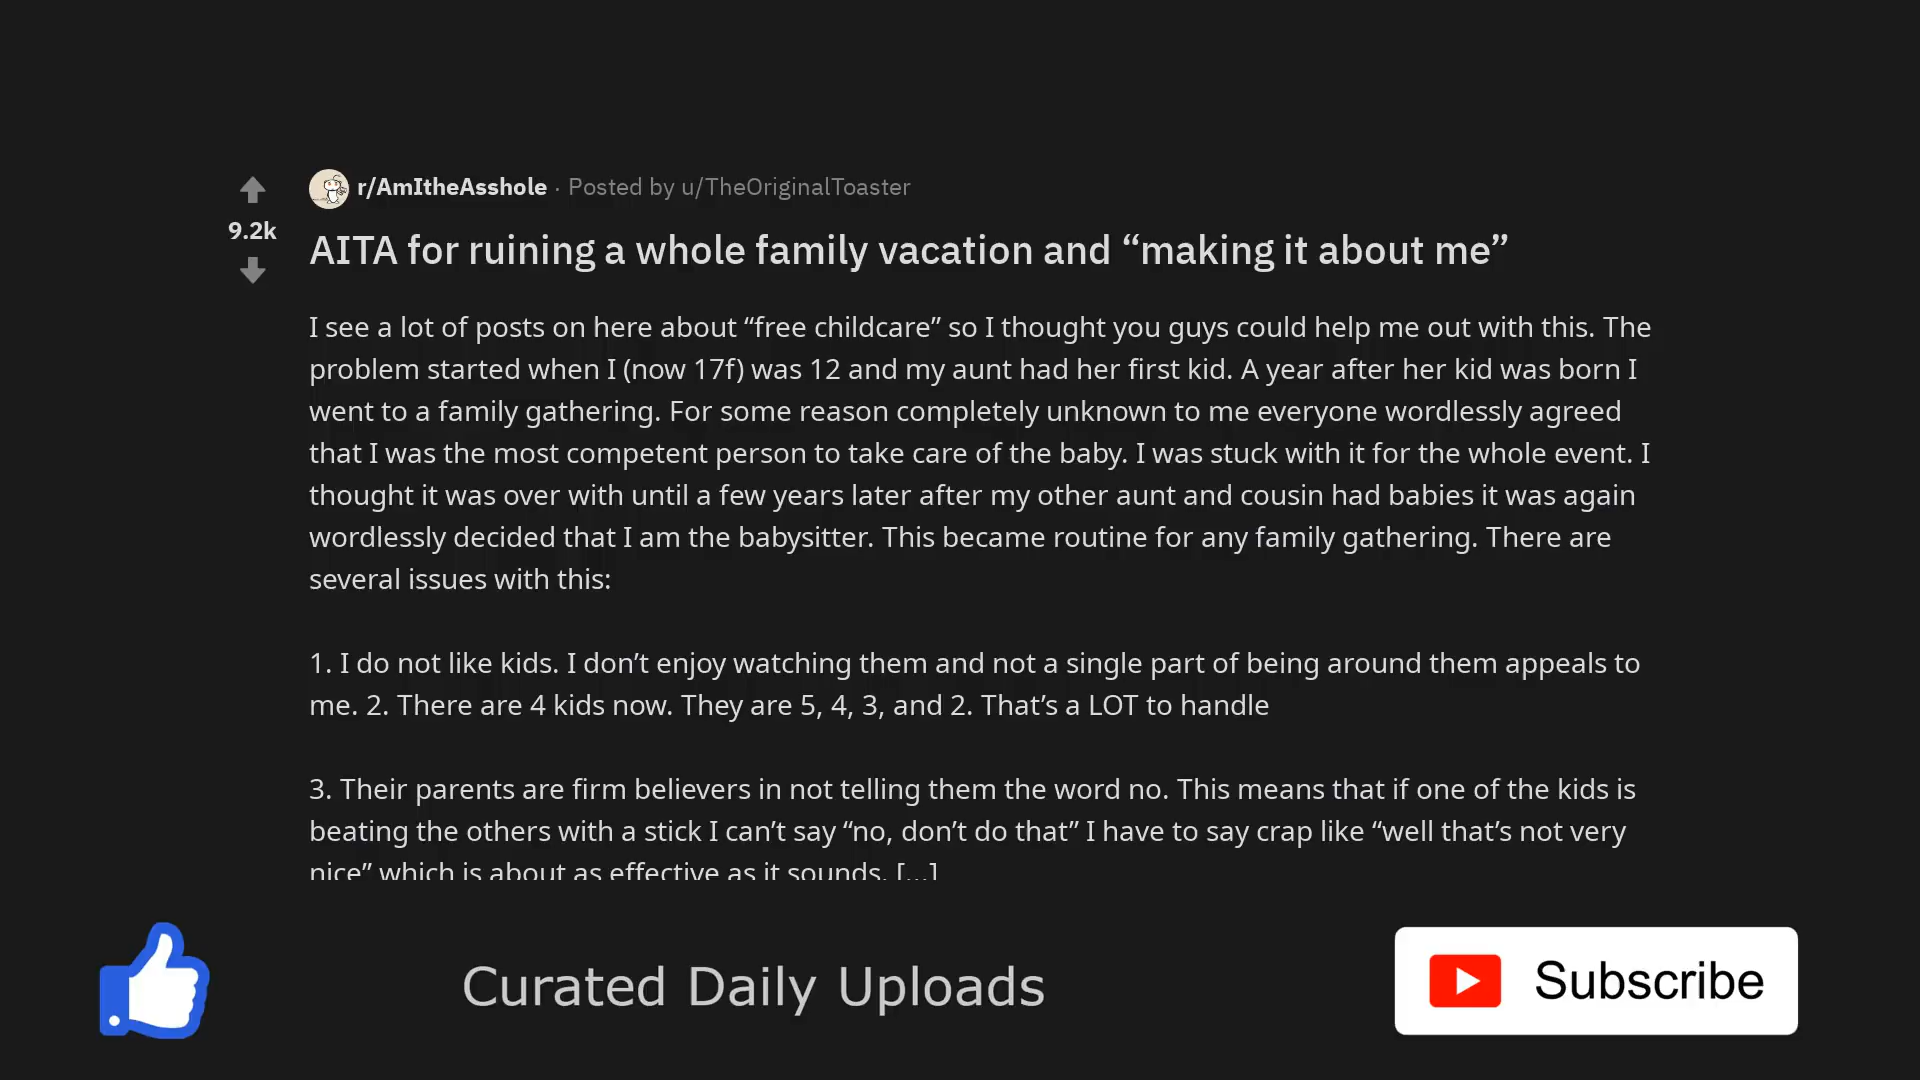 r/AmItheAsshole · Posted by u/TheOriginalToaster
9.2k
AITA for ruining a whole family vacation and “making it about me”
I see a lot of posts on here about “free childcare” so I thought you guys could help me out with this. The
problem started when I (now 17f) was 12 and my aunt had her first kid. A year after her kid was born I
went to a family gathering. For some reason completely unknown to me everyone wordlessly agreed
that I was the most competent person to take care of the baby. I was stuck with it for the whole event. I
thought it was over with until a few years later after my other aunt and cousin had babies it was again
wordlessly decided that I am the babysitter. This became routine for any family gathering. There are
several issues with this:
1. I do not like kids. I don’t enjoy watching them and not a single part of being around them appeals to
me. 2. There are 4 kids now. They are 5, 4, 3, and 2. That’s a LOT to handle
3. Their parents are firm believers in not telling them the word no. This means that if one of the kids is
beating the others with a stick I can’t say “no, don’t do that” I have to say crap like “well that’s not very
nice” which is about as effective as it sounds. [...]
Curated Daily Uploads
Subscribe